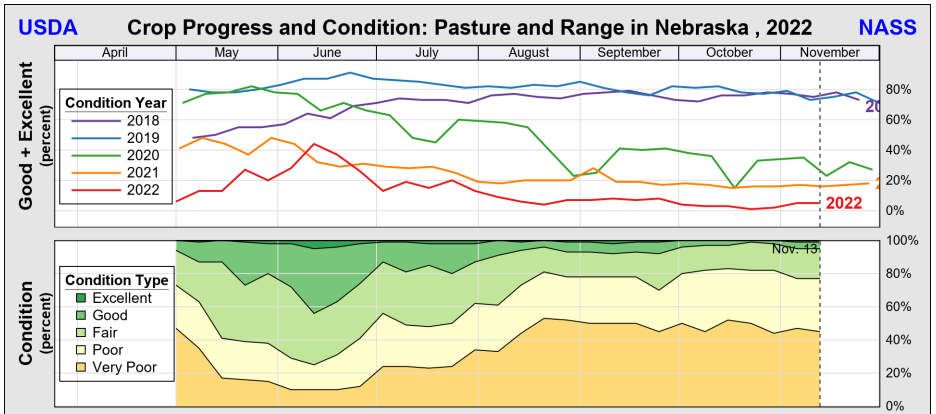 USDA
Crop Progress and Condition: Pasture and Range in Nebraska , 2022
NASS
April May June July August September October November
Good + Excellent
(percent)
Condition Year
2018
2019
2020
2021
2022
80%
60%
40%
20%
0%
20
2
2022
Condition
(percent)
Condition Type
Excellent
Good
Fair
Poor
Very Poor
Nov. 13
100%
80%
60%
40%
20%
0%